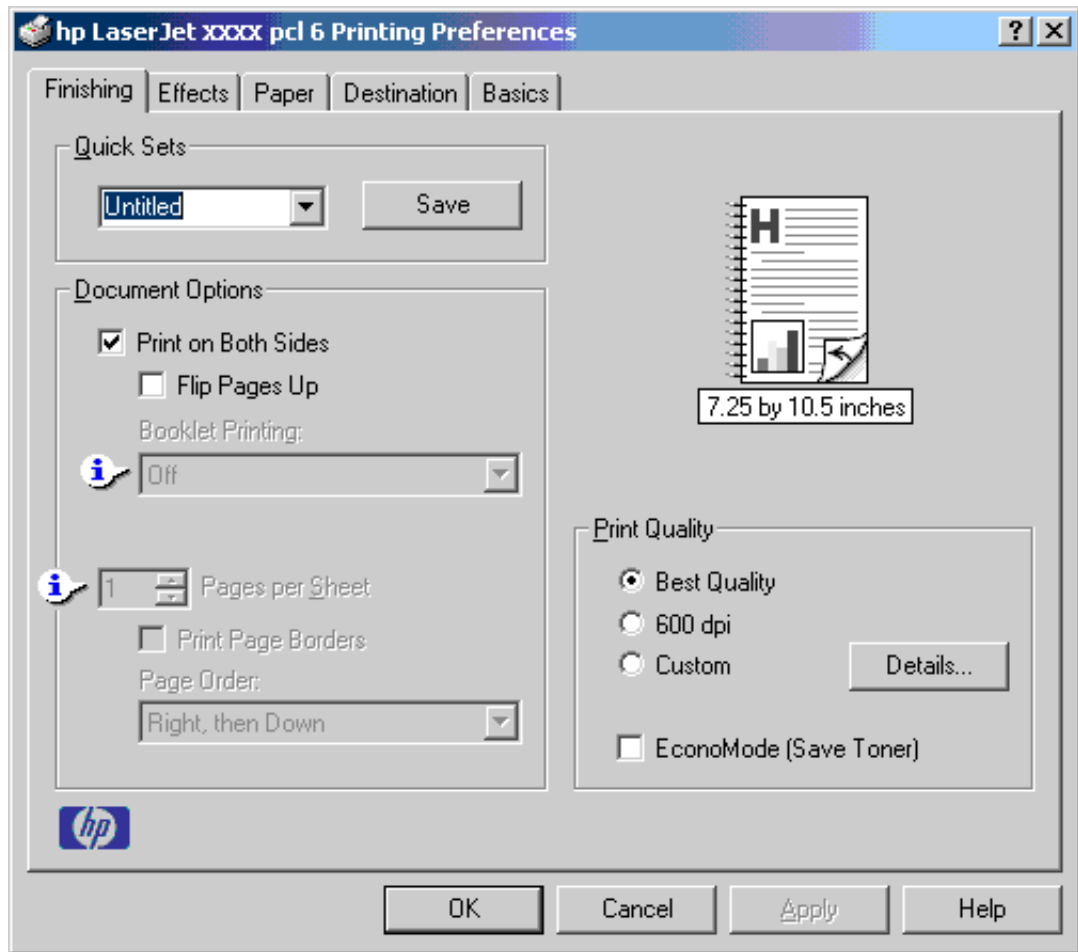 hp LaserJet xxxx pcl 6 Printing Preferences
Finishing Effects Paper Destination Basics
Quick Sets
Untitled Save
Document Options
Print on Both Sides
Flip Pages Up
Booklet Printing:
Off
1 Pages per Sheet
Print Page Borders
Page Order:
Right, then Down
H
7.25 by 10.5 inches
Print Quality
Best Quality
600 dpi
Custom Details...
EconoMode (Save Toner)
hp
OK Cancel Apply Help